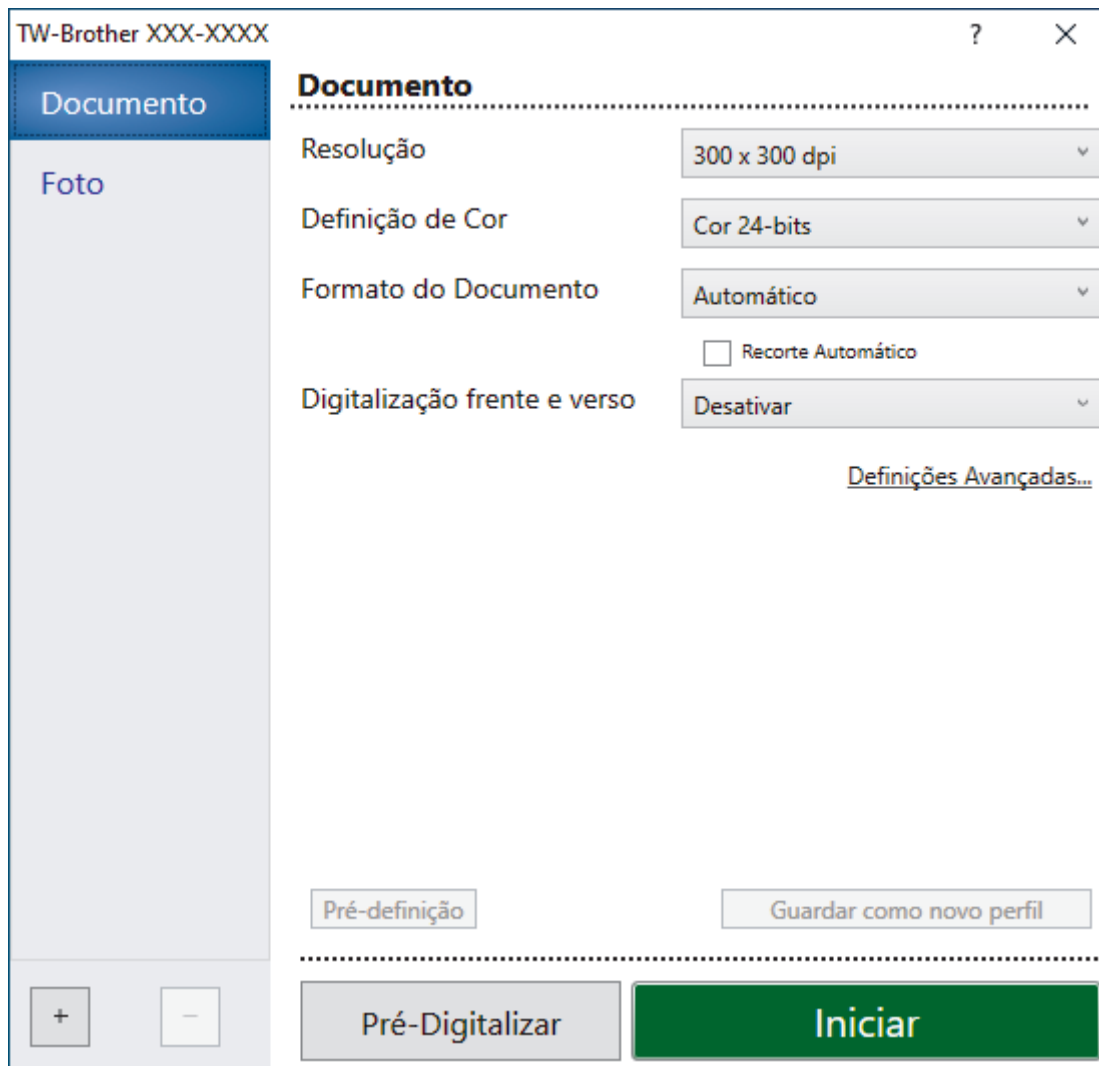 TW-Brother XXX-XXXX
?
Documento
Foto
Documento
Resolução
300 x 300 dpi
Definição de Cor
Cor 24-bits
Formato do Documento
Automático
Recorte Automático
Digitalização frente e verso
Desativar
Definições Avançadas...
Pré-definição
Guardar como novo perfil
+
−
Pré-Digitalizar
Iniciar